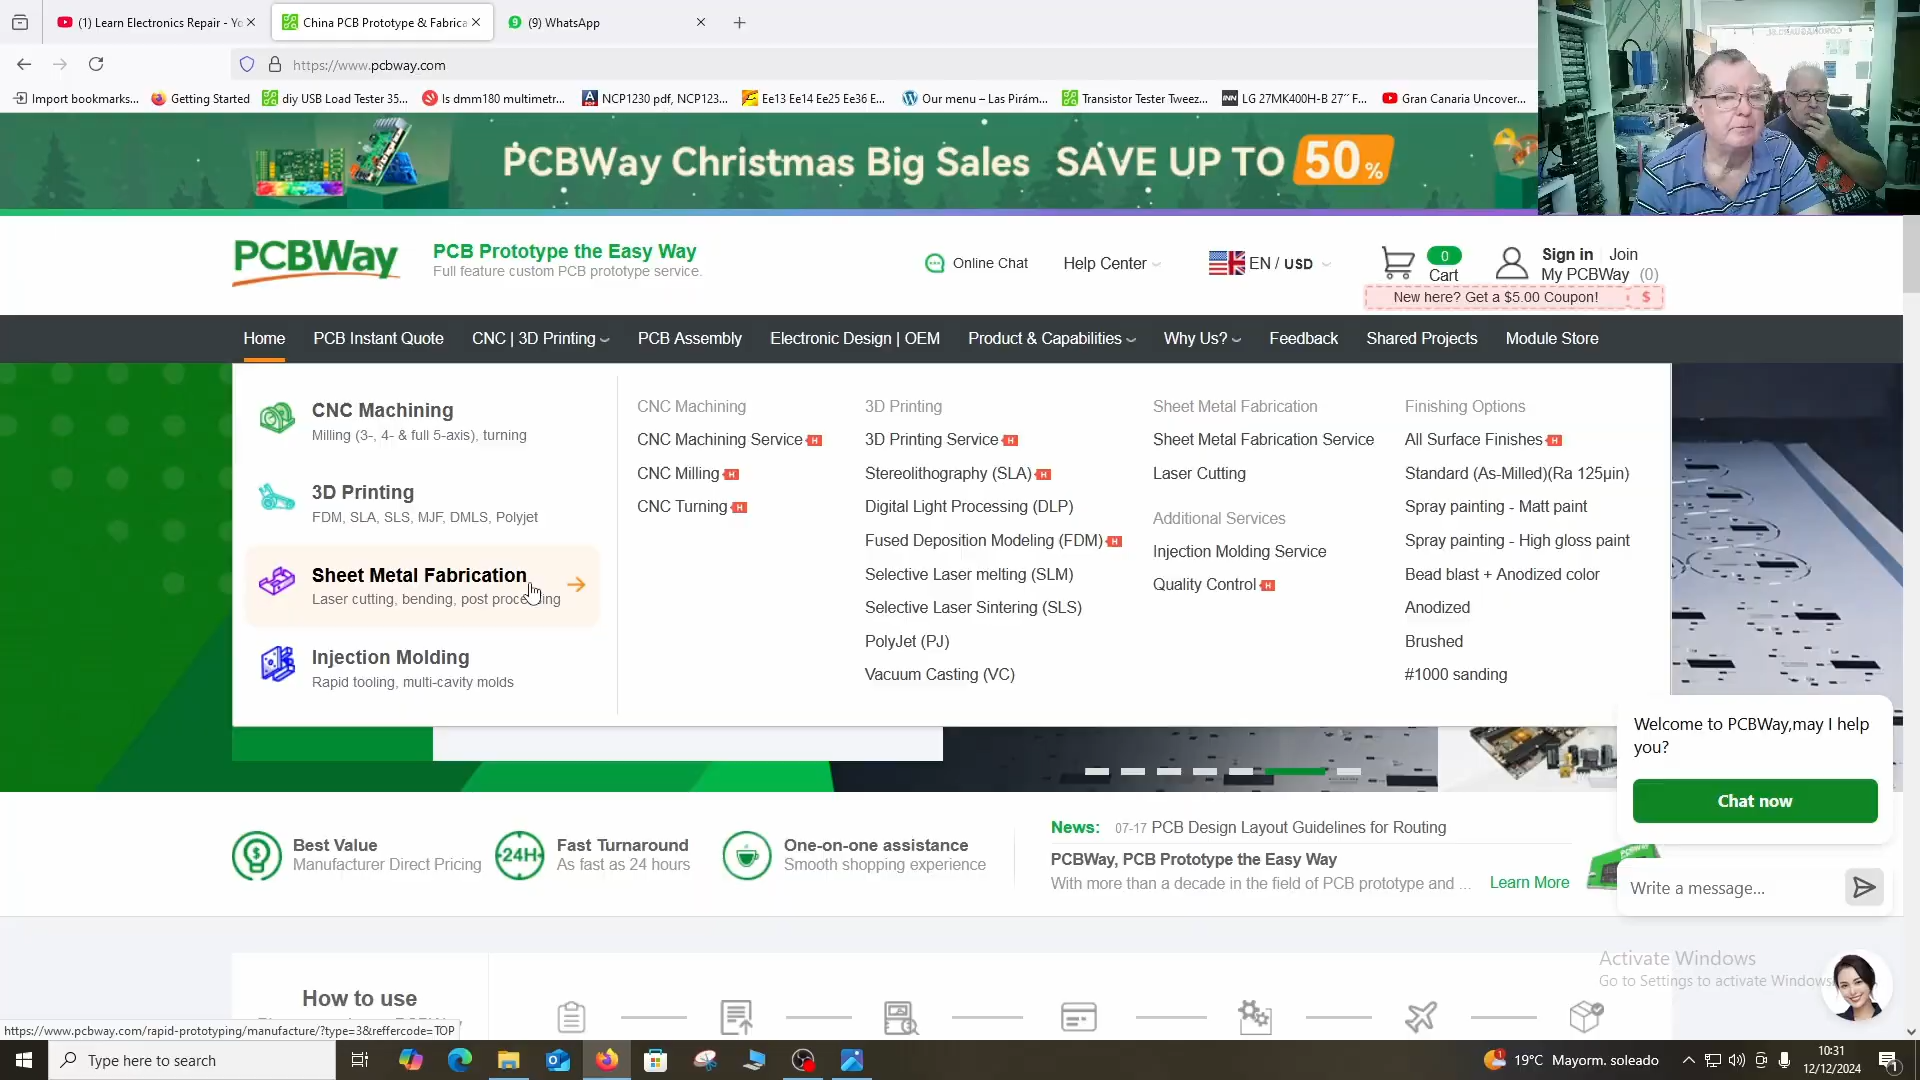 (1) Learn Electronics Repair - Yo
China PCB Prototype & Fabrica
(9) WhatsApp
https://www.pcbway.com
Import bookmarks...
Getting Started
diy USB Load Tester 35...
Is dmm180 multimetr...
NCP1230 pdf, NCP123...
Ee13 Ee14 Ee25 Ee36 E...
Our menu – Las Pirám...
Transistor Tester Tweez...
LG 27MK400H-B 27´´ F...
Gran Canaria Uncover...
PCBWay Christmas Big Sales SAVE UP TO 50%
PCBWay
PCB Prototype the Easy Way
Full feature custom PCB prototype service.
Online Chat
Help Center
EN / USD
0
Cart
Sign in
Join
My PCBWay (0)
New here? Get a $5.00 Coupon! $
Home
PCB Instant Quote
CNC | 3D Printing
PCB Assembly
Electronic Design | OEM
Product & Capabilities
Why Us?
Feedback
Shared Projects
Module Store
CNC Machining
Milling (3-, 4- & full 5-axis), turning
3D Printing
FDM, SLA, SLS, MJF, DMLS, Polyjet
Sheet Metal Fabrication
Laser cutting, bending, post processing
Injection Molding
Rapid tooling, multi-cavity molds
CNC Machining
CNC Machining Service H
CNC Milling H
CNC Turning H
3D Printing
3D Printing Service H
Stereolithography (SLA) H
Digital Light Processing (DLP)
Fused Deposition Modeling (FDM) H
Selective Laser melting (SLM)
Selective Laser Sintering (SLS)
PolyJet (PJ)
Vacuum Casting (VC)
Sheet Metal Fabrication
Sheet Metal Fabrication Service
Laser Cutting
Additional Services
Injection Molding Service
Quality Control H
Finishing Options
All Surface Finishes H
Standard (As-Milled)(Ra 125µin)
Spray painting - Matt paint
Spray painting - High gloss paint
Bead blast + Anodized color
Anodized
Brushed
#1000 sanding
Welcome to PCBWay,may I help
you?
Chat now
Write a message...
Best Value
Manufacturer Direct Pricing
24H
Fast Turnaround
As fast as 24 hours
One-on-one assistance
Smooth shopping experience
News: 07-17 PCB Design Layout Guidelines for Routing
PCBWay, PCB Prototype the Easy Way
With more than a decade in the field of PCB prototype and ... Learn More
How to use
Activate Windows
Go to Settings to activate Windows
https://www.pcbway.com/rapid-prototyping/manufacture/?type=3&reffercode=TOP
Type here to search
19°C Mayorm. soleado
10:31
12/12/2024